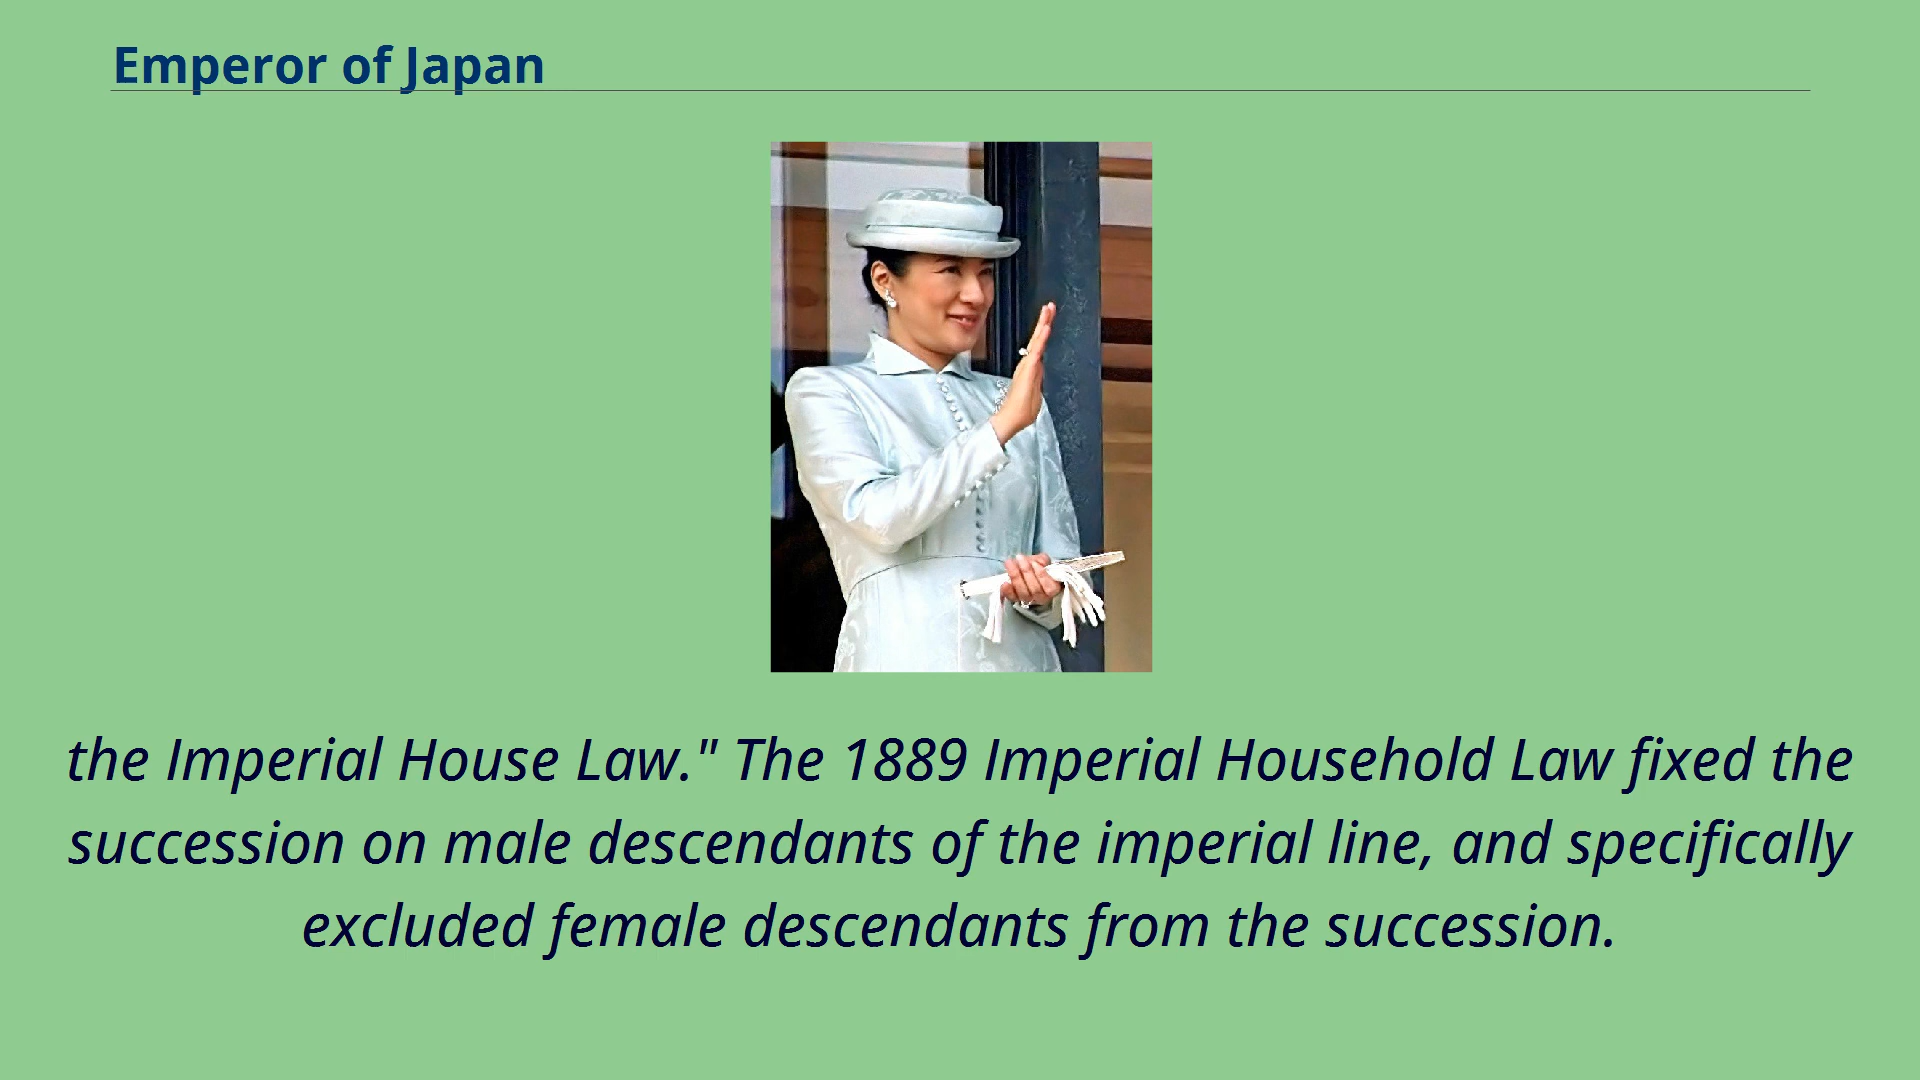 Emperor of Japan
the Imperial House Law." The 1889 Imperial Household Law fixed the
succession on male descendants of the imperial line, and specifically
excluded female descendants from the succession.